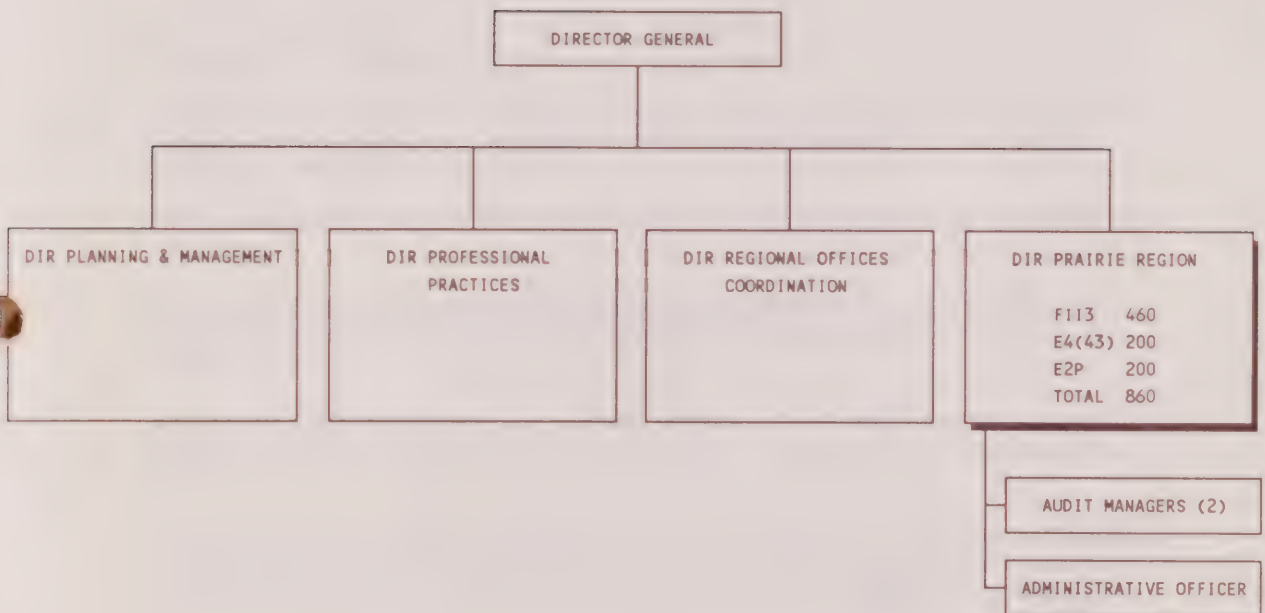 DIRECTOR GENERAL
DIR PLANNING & MANAGEMENT
DIR PROFESSIONAL
PRACTICES
DIR REGIONAL OFFICES
COORDINATION
DIR PRAIRIE REGION
FII3 460
E4(43) 200
E2P 200
TOTAL 860
AUDIT MANAGERS (2)
ADMINISTRATIVE OFFICER